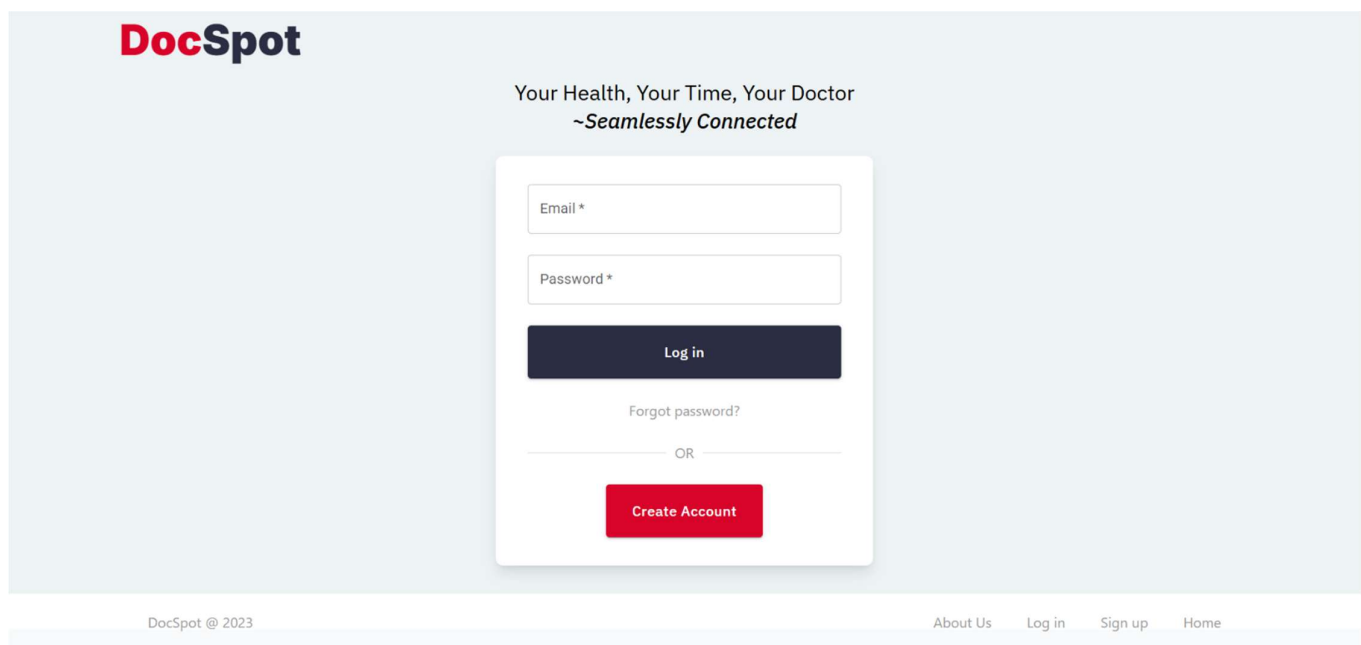 DocSpot
Your Health, Your Time, Your Doctor
~Seamlessly Connected
Email *
Password *
Log in
Forgot password?
OR
Create Account
DocSpot @ 2023 About Us Log in Sign up Home